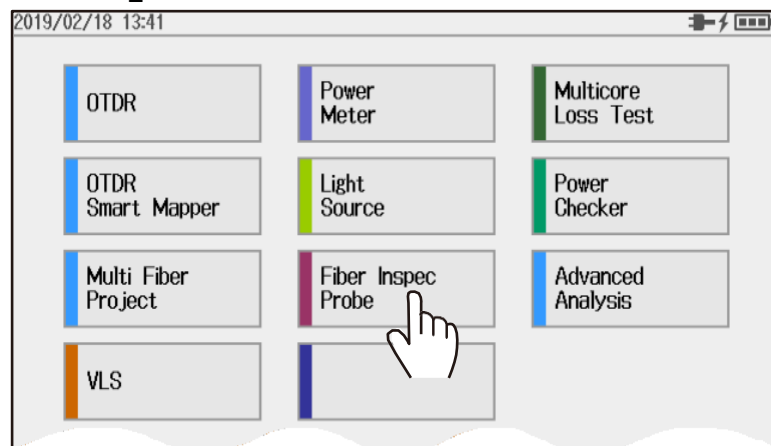 2019/02/18 13:41
OTDR
Power
Meter
Multicore
Loss Test
OTDR
Smart Mapper
Light
Source
Power
Checker
Multi Fiber
Project
Fiber Inspec
Probe
Advanced
Analysis
VLS